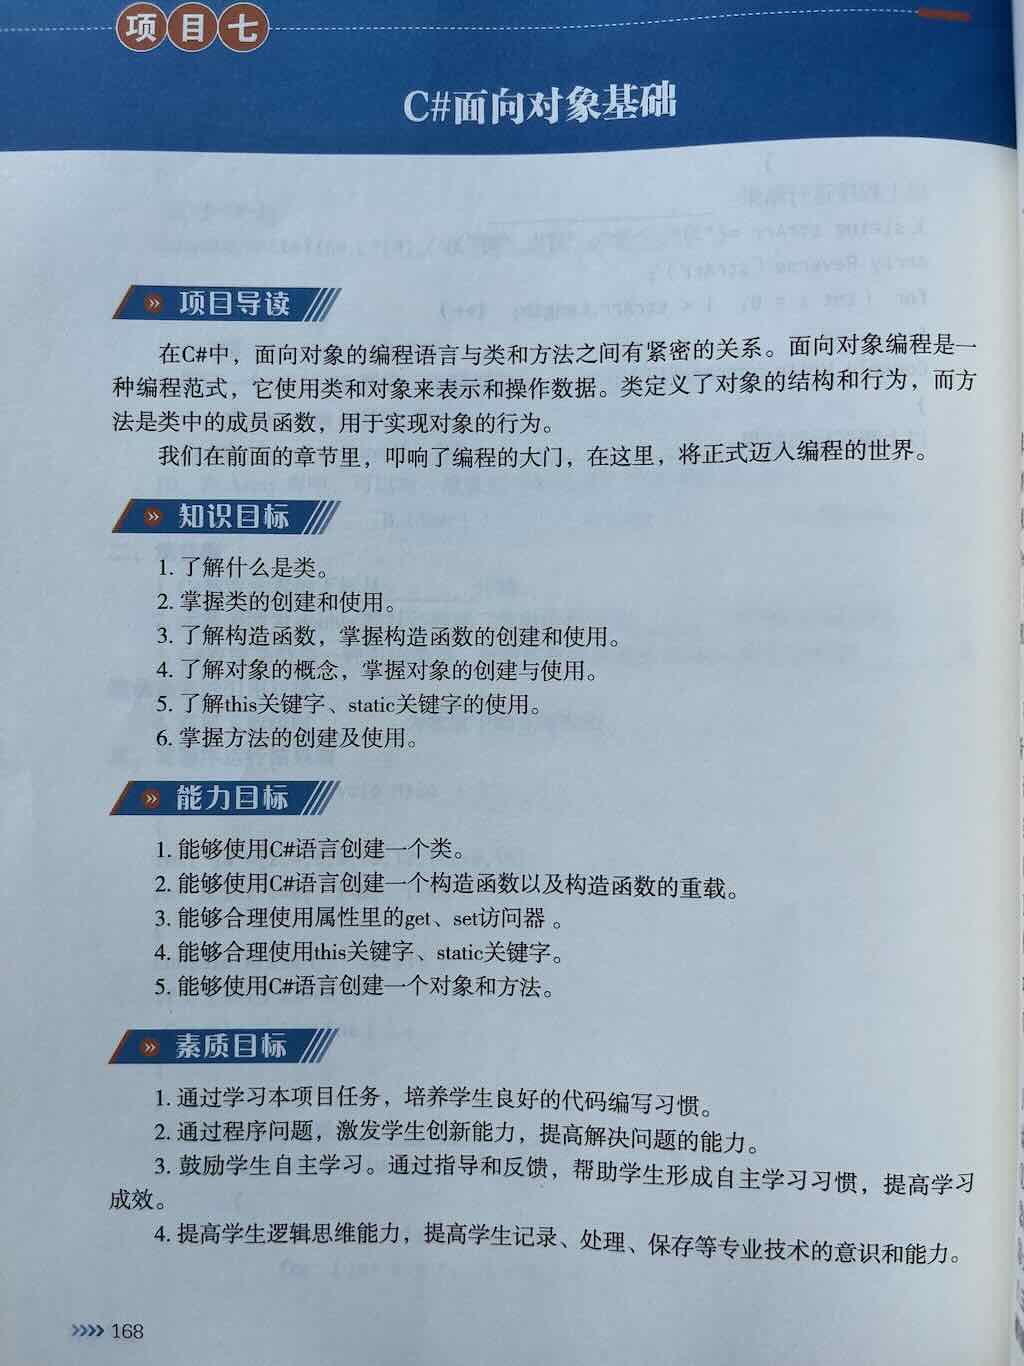 项目七
C#面向对象基础
项目导读
在C#中，面向对象的编程语言与类和方法之间有紧密的关系。面向对象编程是一
种编程范式，它使用类和对象来表示和操作数据。类定义了对象的结构和行为，而方
法是类中的成员函数，用于实现对象的行为。
我们在前面的章节里，叩响了编程的大门，在这里，将正式迈入编程的世界。
知识目标
1. 了解什么是类。
2. 掌握类的创建和使用。
3. 了解构造函数，掌握构造函数的创建和使用。
4. 了解对象的概念，掌握对象的创建与使用。
5. 了解this关键字、static关键字的使用。
6. 掌握方法的创建及使用。
能力目标
1. 能够使用C#语言创建一个类。
2. 能够使用C#语言创建一个构造函数以及构造函数的重载。
3. 能够合理使用属性里的get、set访问器 。
4. 能够合理使用this关键字、static关键字。
5. 能够使用C#语言创建一个对象和方法。
素质目标
1. 通过学习本项目任务，培养学生良好的代码编写习惯。
2. 通过程序问题，激发学生创新能力，提高解决问题的能力。
3. 鼓励学生自主学习。通过指导和反馈，帮助学生形成自主学习习惯，提高学习
成效。
4. 提高学生逻辑思维能力，提高学生记录、处理、保存等专业技术的意识和能力。
168